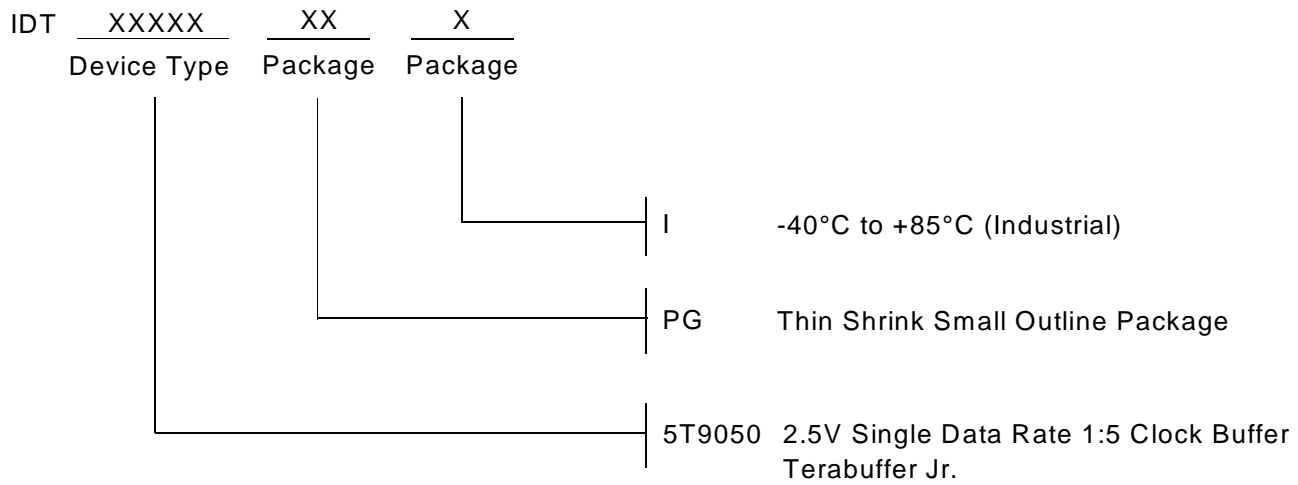 IDT XXXXX XX X
Device Type Package Package
I -40°C to +85°C (Industrial)
PG Thin Shrink Small Outline Package
5T9050 2.5V Single Data Rate 1:5 Clock Buffer
Terabuffer Jr.